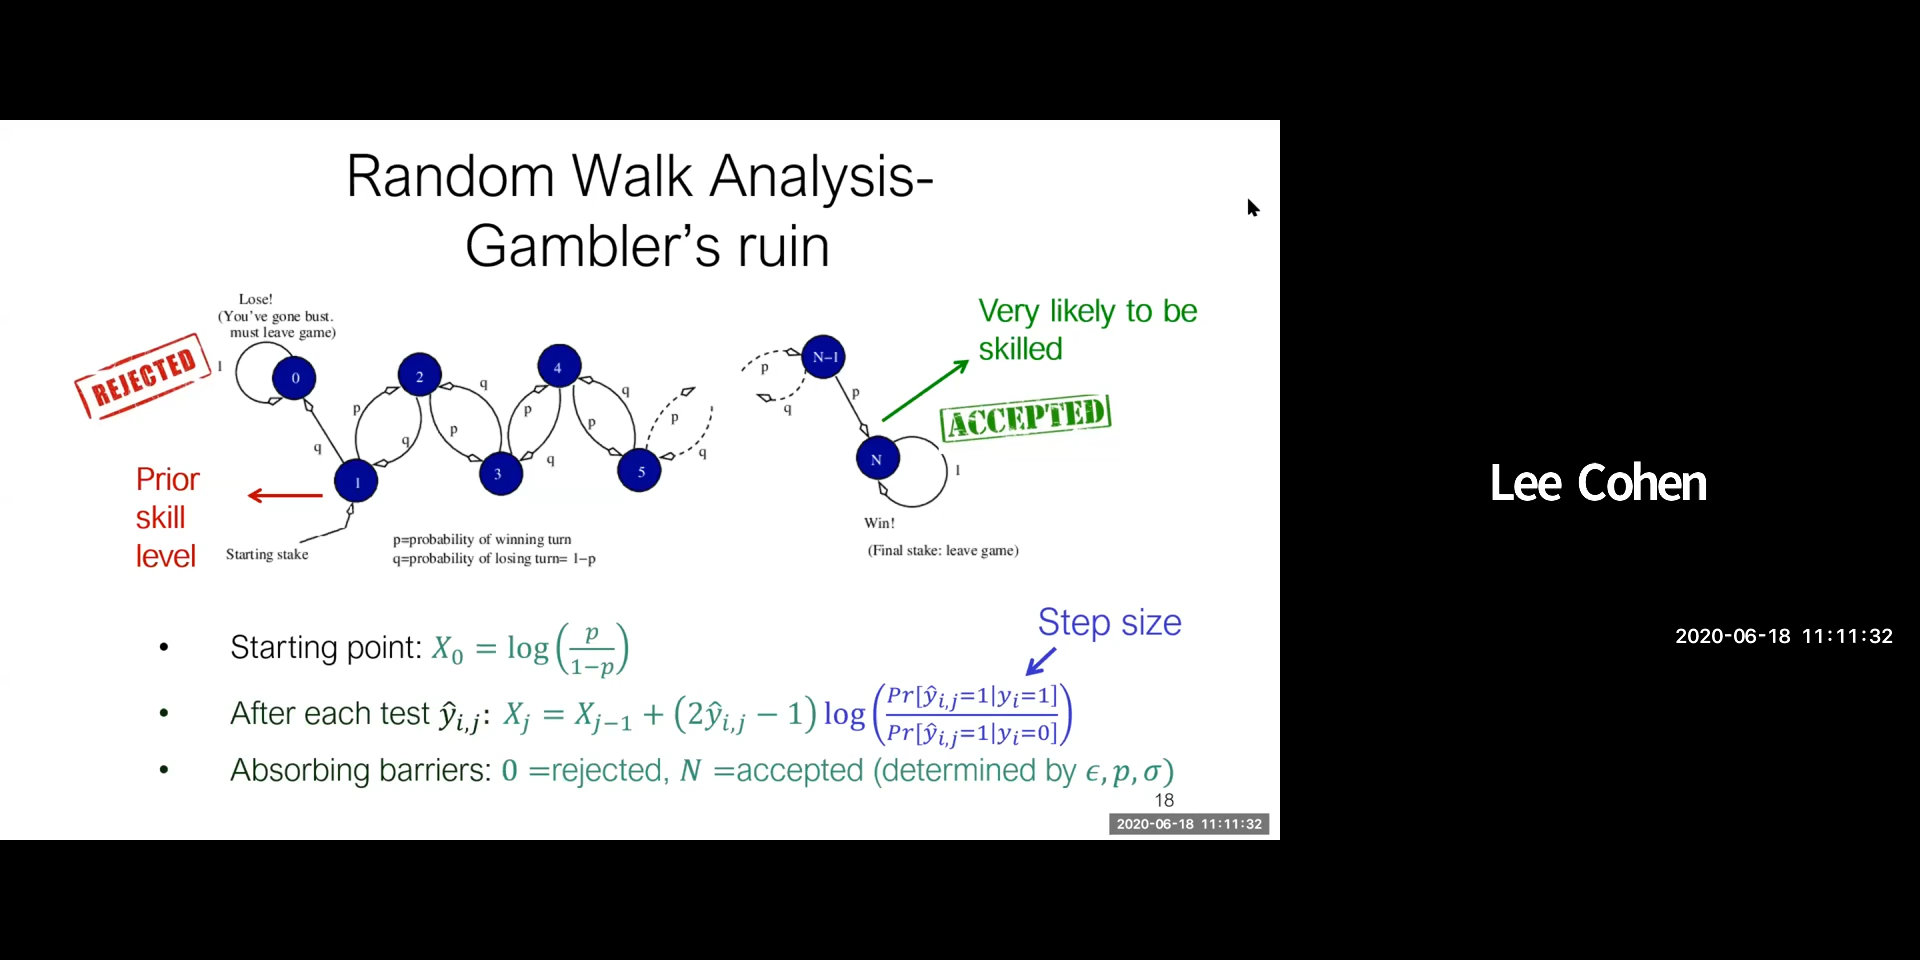 Random Walk Analysis-
Gambler's ruin
Lose!
(You've gone bust.
must leave game)
REJECTED
1
0
2
4
N-1
p
q
q
p
q
p
q
p
q
p
q
p
q
p
1
3
5
N
1
Very likely to be
skilled
ACCEPTED
Prior
skill
level
Starting stake
p=probability of winning turn
q=probability of losing turn= 1-p
Win!
(Final stake: leave game)
Step size
• Starting point: X₀ = log(p/(1−p))
• After each test ŷᵢ,ⱼ: Xⱼ = Xⱼ₋₁ + (2ŷᵢ,ⱼ − 1) log(Pr[ŷᵢ,ⱼ=1|yᵢ=1]/Pr[ŷᵢ,ⱼ=1|yᵢ=0])
• Absorbing barriers: 0 =rejected, N =accepted (determined by ϵ, p, σ)
18
2020-06-18 11:11:32
Lee Cohen
2020-06-18 11:11:32